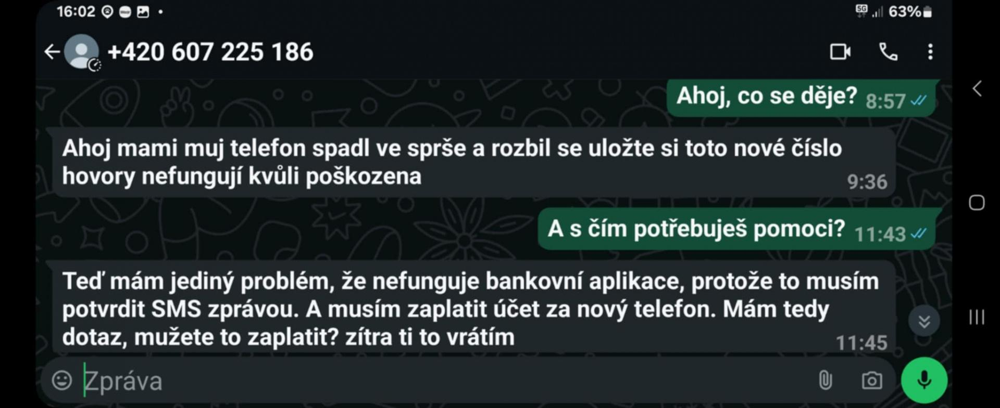 16:02
5G 63%
+420 607 225 186
Ahoj, co se děje? 8:57
Ahoj mami muj telefon spadl ve sprše a rozbil se uložte si toto nové číslo
hovory nefungují kvůli poškozena
9:36
A s čím potřebuješ pomoci? 11:43
Teď mám jediný problém, že nefunguje bankovní aplikace, protože to musím
potvrdit SMS zprávou. A musím zaplatit účet za nový telefon. Mám tedy
dotaz, mužete to zaplatit? zítra ti to vrátím
11:45
Zpráva